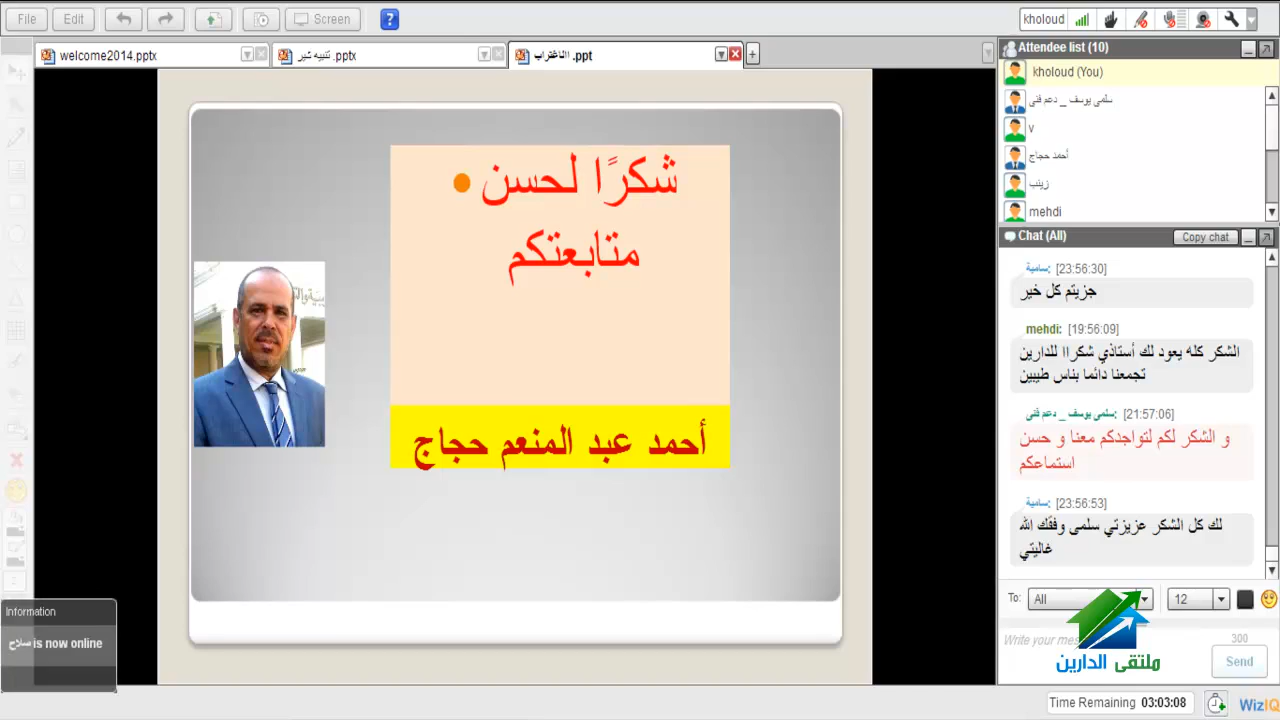 File
Edit
Screen
?
kholoud
welcome2014.pptx
تنبيه شير .pptx
االاغتراب .ppt
شكرًا لحسن
متابعتكم
أحمد عبد المنعم حجاج
Information
صلاح is now online
Attendee list (10)
kholoud (You)
سلمى يوسف _ دعم فنى
v
أحمد حجاج
زينب
mehdi
Chat (All)
Copy chat
سامية: [23:56:30]
جزيتم كل خير
mehdi: [19:56:09]
الشكر كله يعود لك أستاذي شكراا للدارين
تجمعنا دائما بناس طيبين
سلمى يوسف _ دعم فنى: [21:57:06]
و الشكر لكم لتواجدكم معنا و حسن
استماعكم
سامية: [23:56:53]
لك كل الشكر عزيزتي سلمى وفقك الله
غاليتي
To:
All
12
Write your mes
300
Send
ملتقى الدارين
Time Remaining 03:03:08
WizIQ